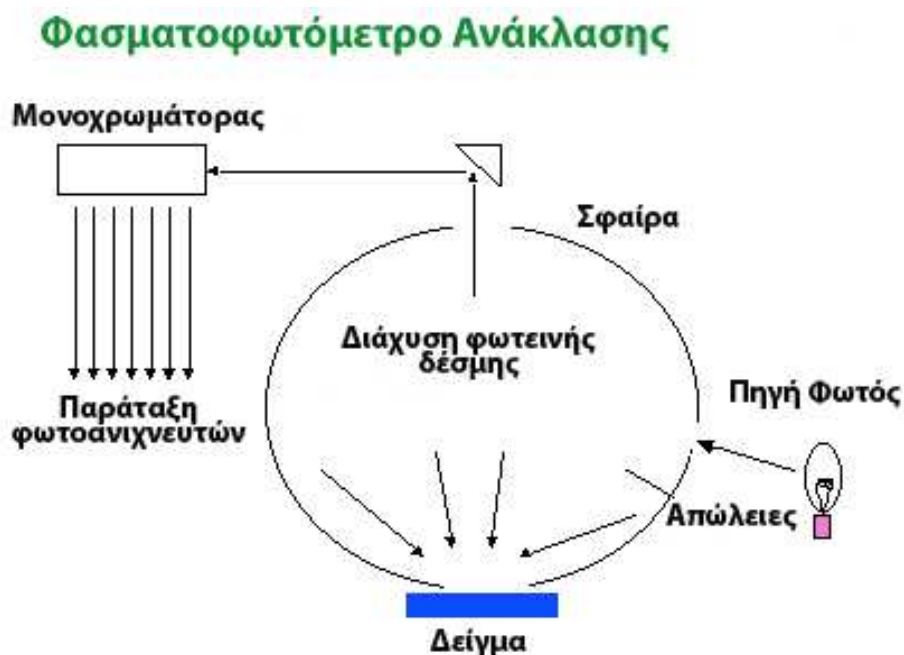 Φασματοφωτόμετρο Ανάκλασης
Μονοχρωμάτορας
Σφαίρα
Διάχυση φωτεινής
δέσμης
Πηγή Φωτός
Παράταξη
φωτοανιχνευτών
Απώλειες
Δείγμα